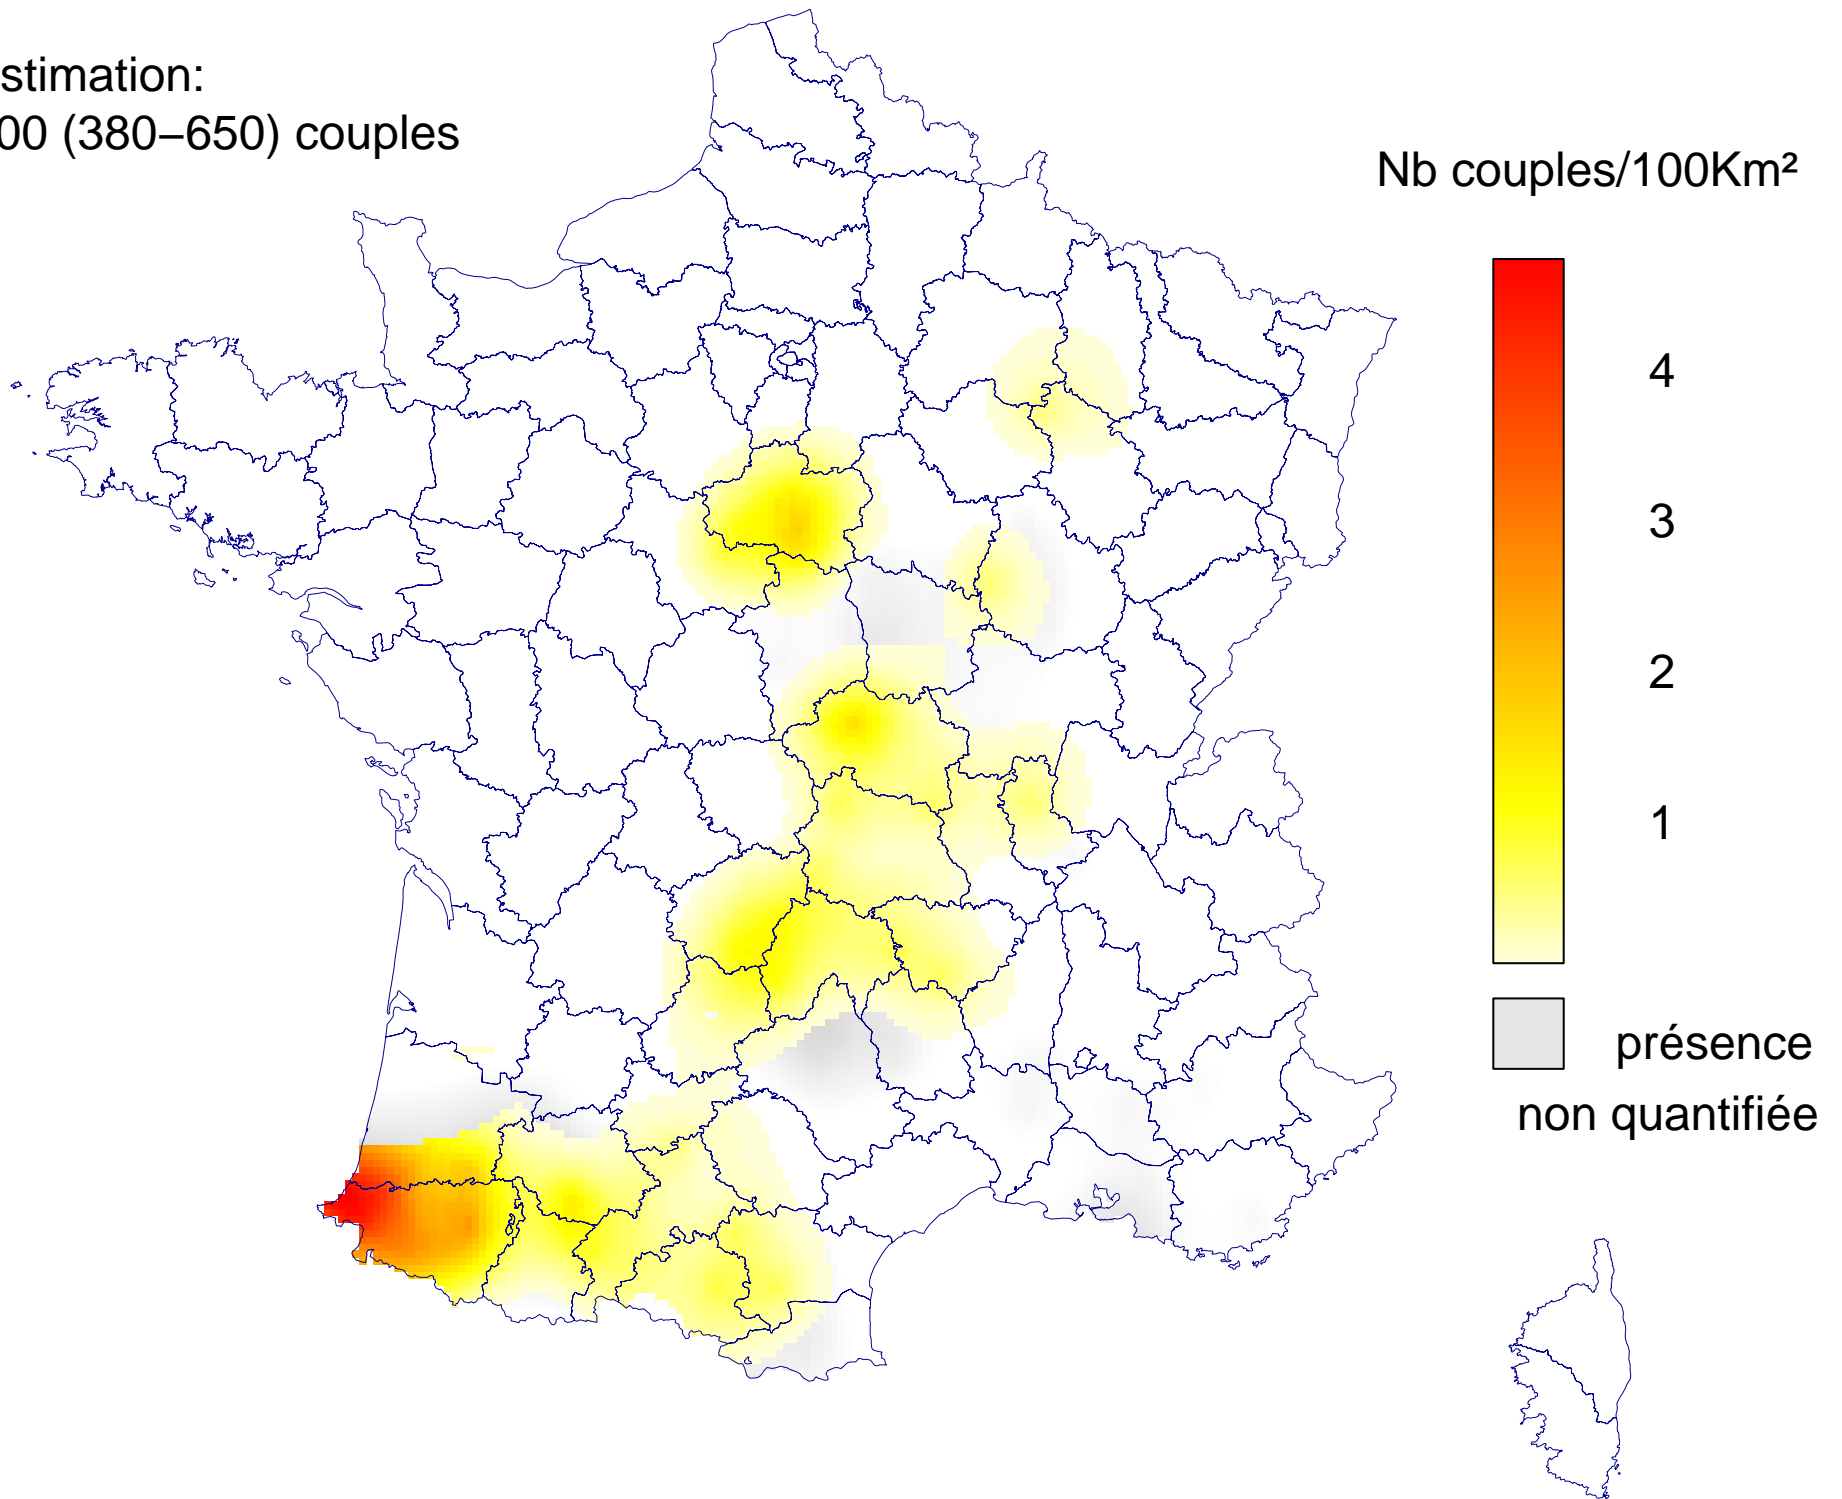 stimation:
00 (380–650) couples
Nb couples/100Km²
4
3
2
1
présence
non quantifiée